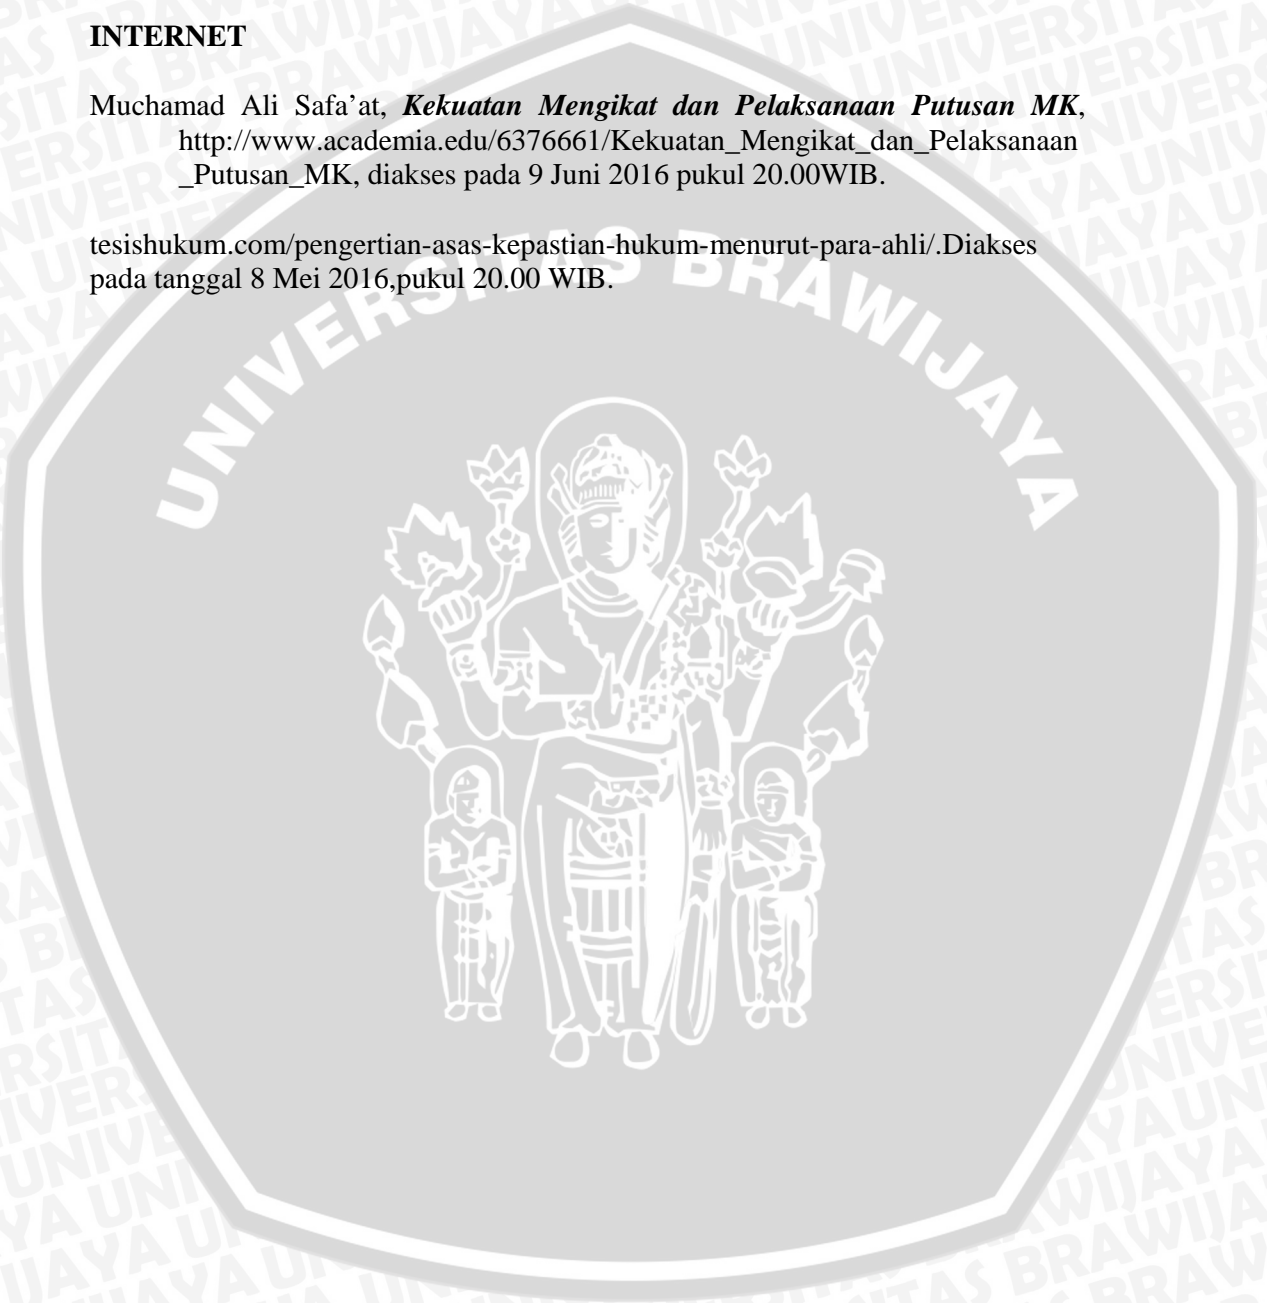 INTERNET
Muchamad Ali Safa’at, Kekuatan Mengikat dan Pelaksanaan Putusan MK,
http://www.academia.edu/6376661/Kekuatan_Mengikat_dan_Pelaksanaan
_Putusan_MK, diakses pada 9 Juni 2016 pukul 20.00WIB.
tesishukum.com/pengertian-asas-kepastian-hukum-menurut-para-ahli/.Diakses
pada tanggal 8 Mei 2016,pukul 20.00 WIB.
UNIVERSITAS BRAWIJAYA